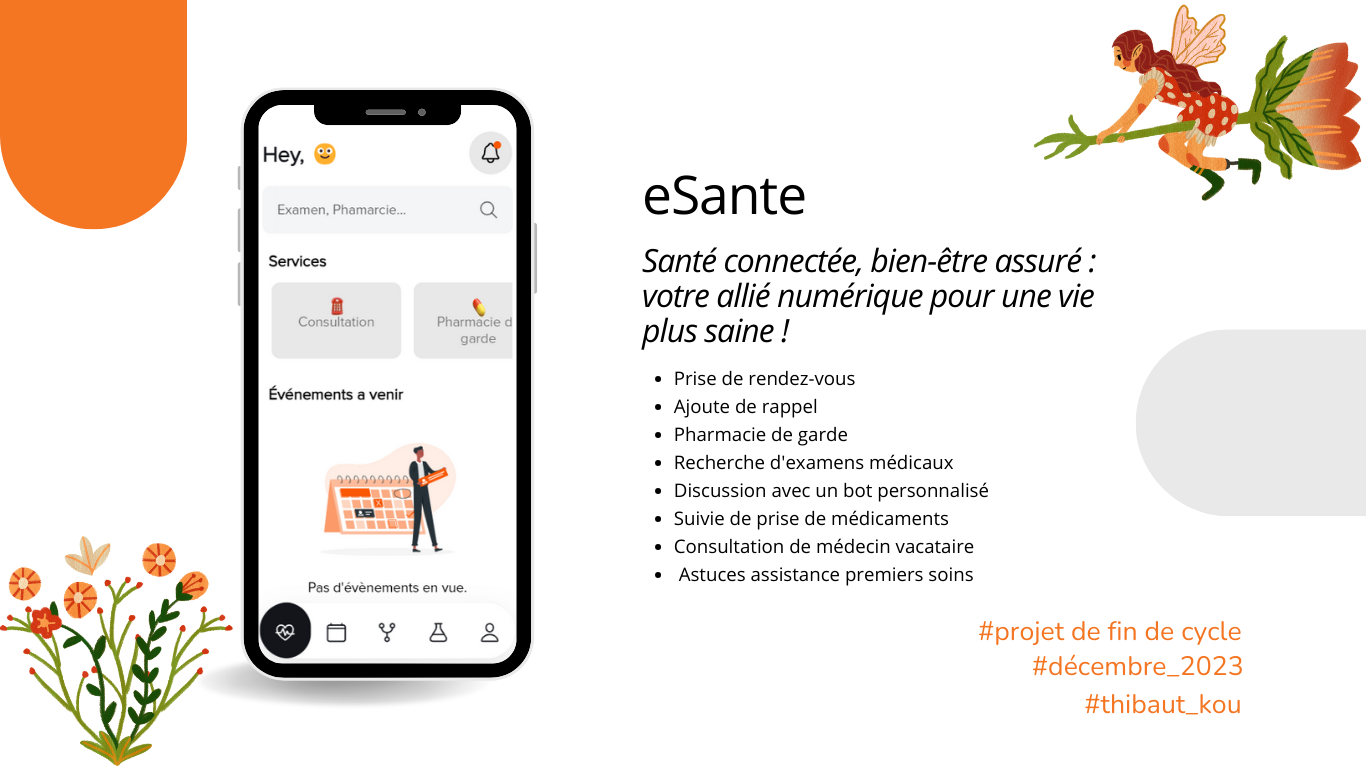 Hey,
Examen, Phamarcie...
Services
Consultation
Pharmacie d
garde
Événements a venir
Pas d'évènements en vue.
eSante
Santé connectée, bien-être assuré :
votre allié numérique pour une vie
plus saine !
Prise de rendez-vous
Ajoute de rappel
Pharmacie de garde
Recherche d'examens médicaux
Discussion avec un bot personnalisé
Suivie de prise de médicaments
Consultation de médecin vacataire
Astuces assistance premiers soins
#projet de fin de cycle
#décembre_2023
#thibaut_kou